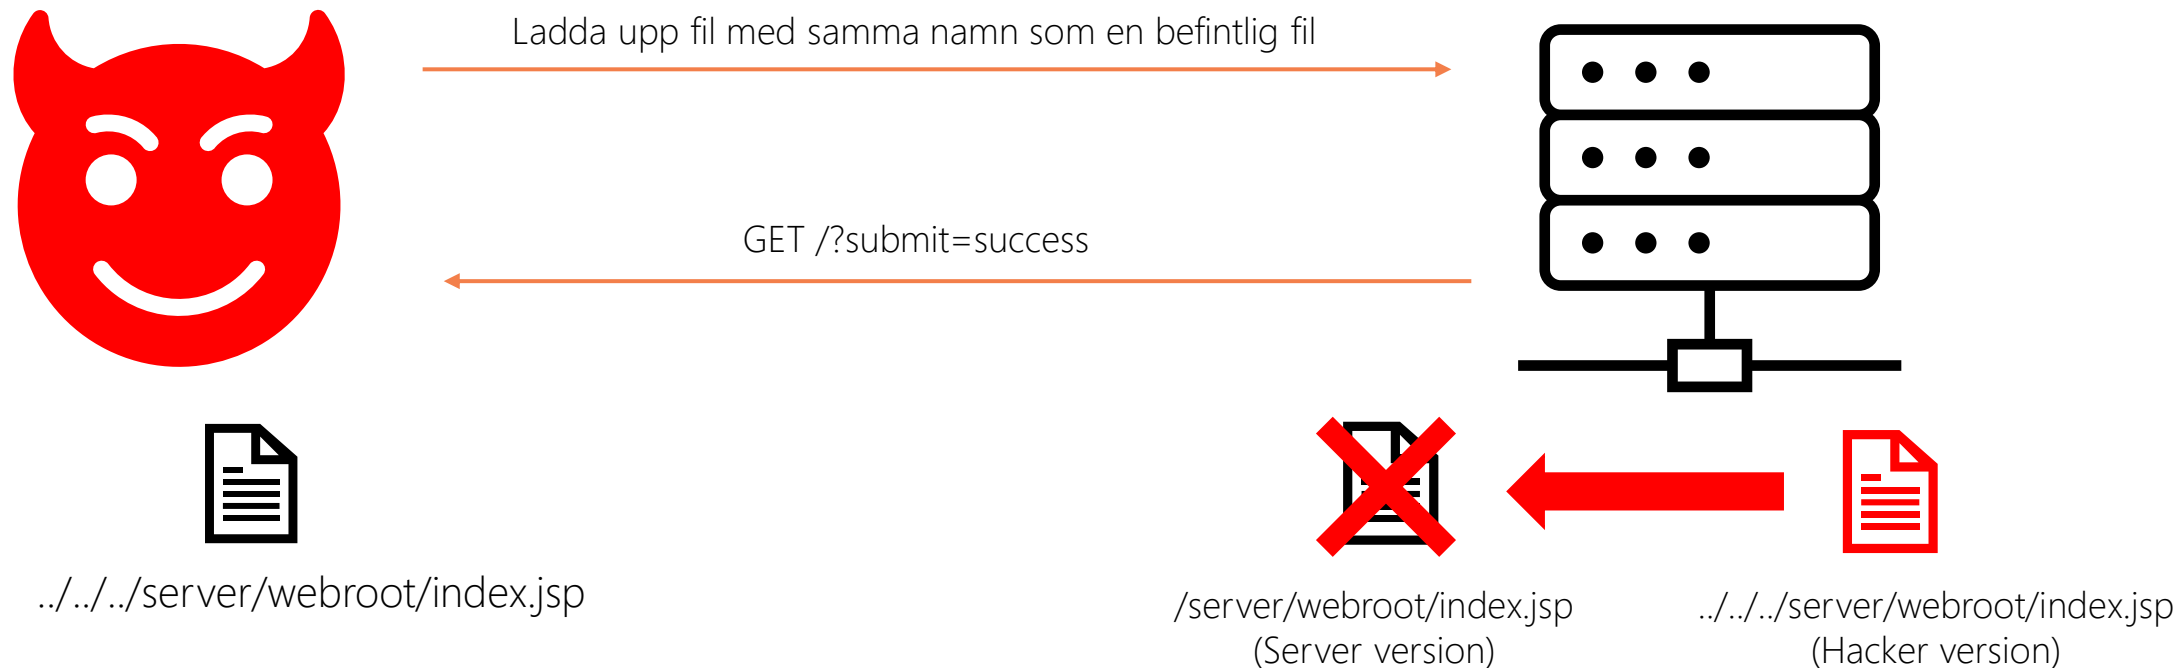 Ladda upp fil med samma namn som en befintlig fil
GET /?submit=success
../../../server/webroot/index.jsp
/server/webroot/index.jsp
(Server version)
../../../server/webroot/index.jsp
(Hacker version)